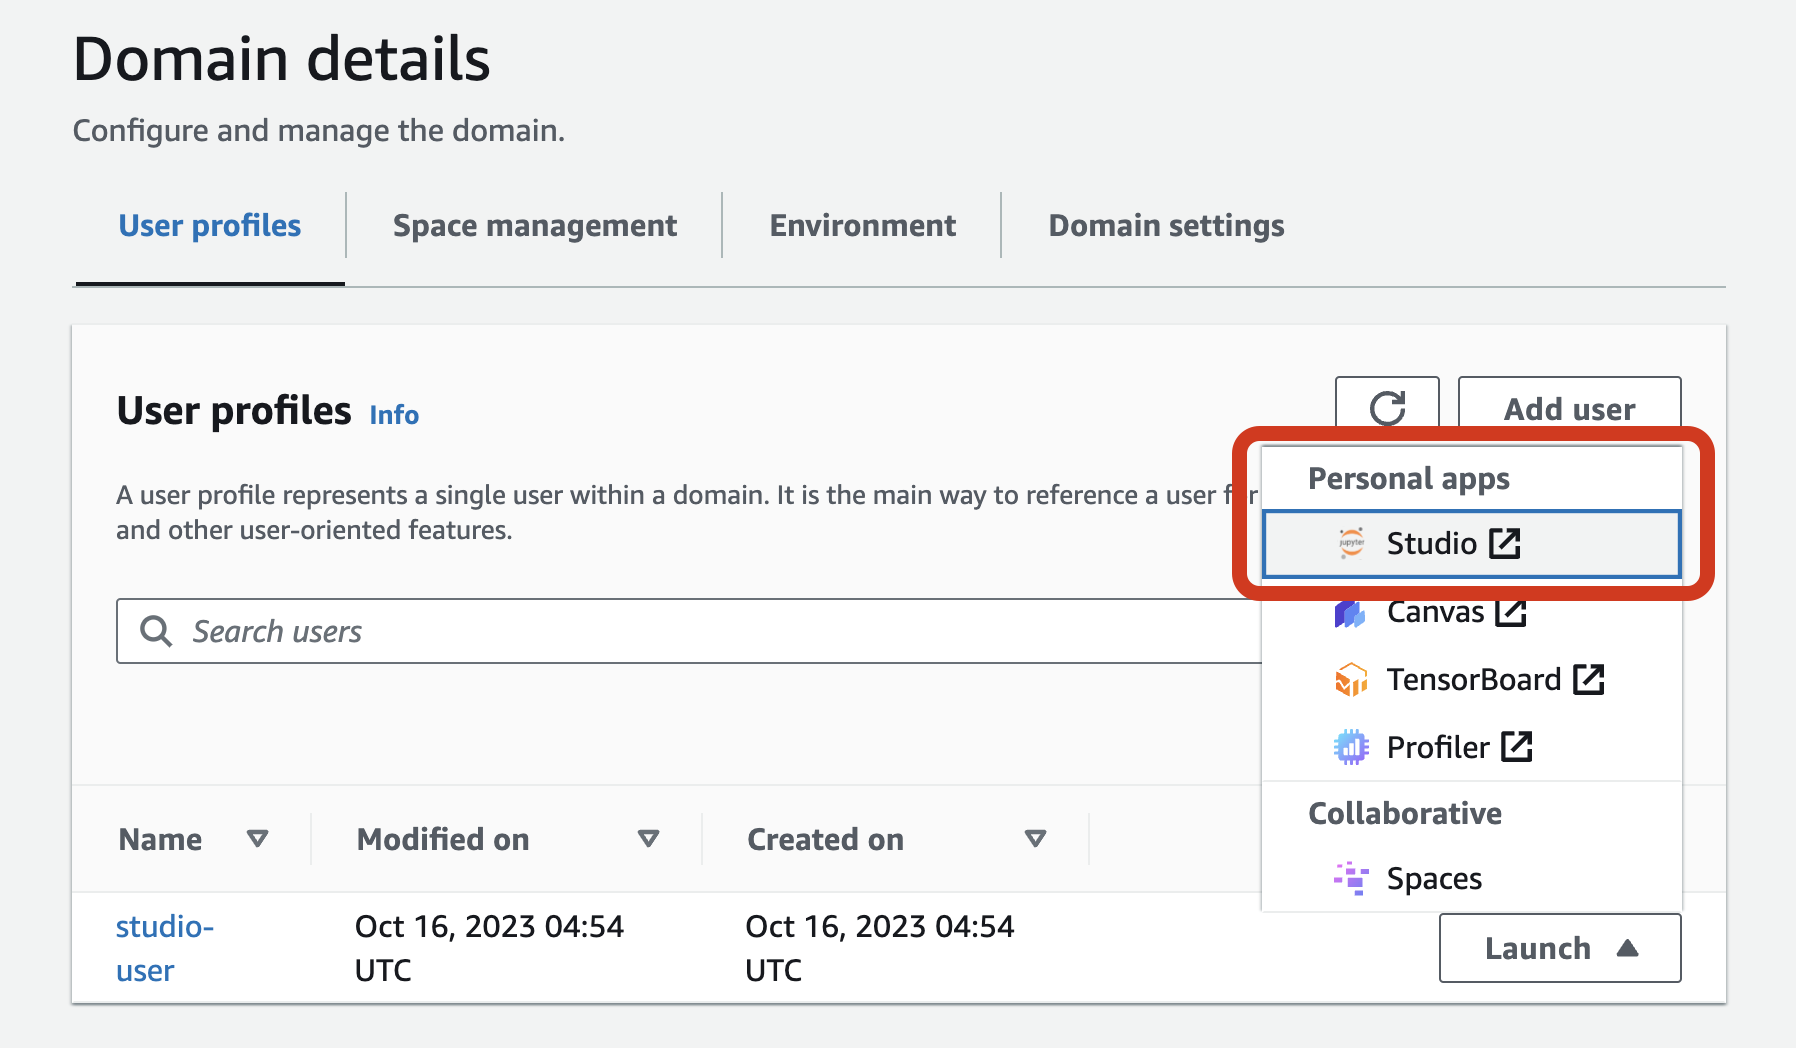 Domain details
Configure and manage the domain.
User profiles
Space management
Environment
Domain settings
User profiles Info
Add user
A user profile represents a single user within a domain. It is the main way to reference a user for
and other user-oriented features.
Search users
Personal apps
jupyter
Studio
Canvas
TensorBoard
Profiler
Collaborative
Spaces
Name
Modified on
Created on
studio-
user
Oct 16, 2023 04:54
UTC
Oct 16, 2023 04:54
UTC
Launch